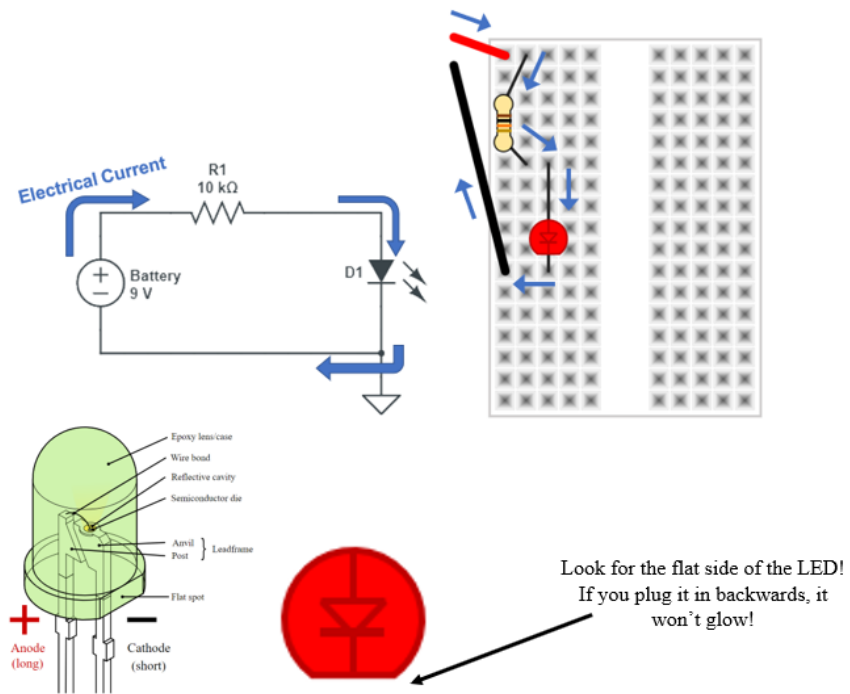 Electrical Current
R1
10 kΩ
+
Battery
−
9 V
D1
Epoxy lens/case
Wire bond
Reflective cavity
Semiconductor die
Anvil
Post
Leadframe
Flat spot
+
−
Anode
(long)
Cathode
(short)
Look for the flat side of the LED!
If you plug it in backwards, it
won't glow!